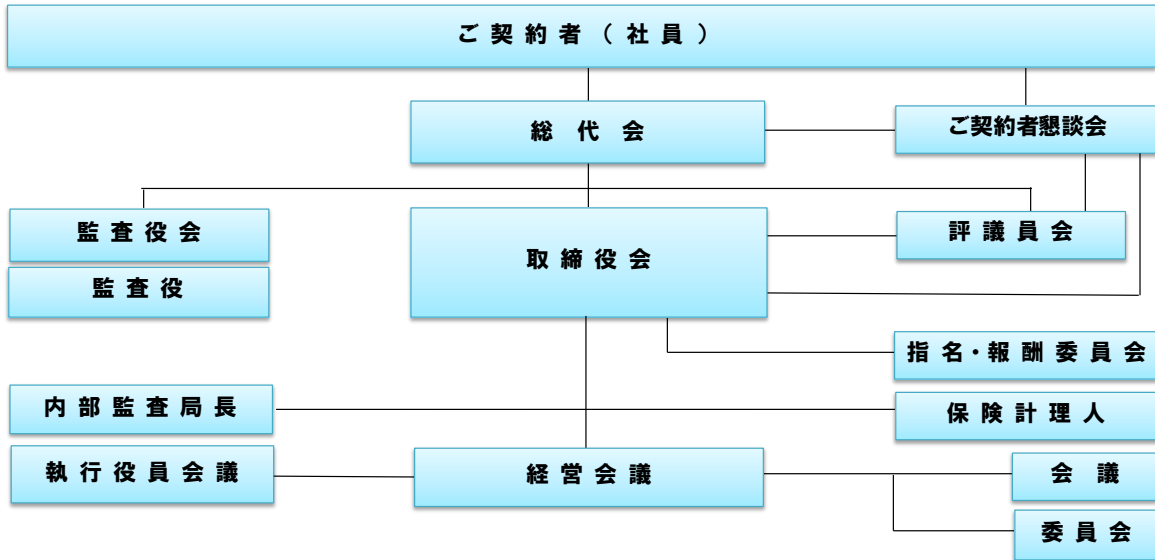 ご契約者（社員）
総代会
ご契約者懇談会
監査役会
取締役会
評議員会
監査役
指名・報酬委員会
内部監査局長
保険計理人
執行役員会議
経営会議
会議
委員会